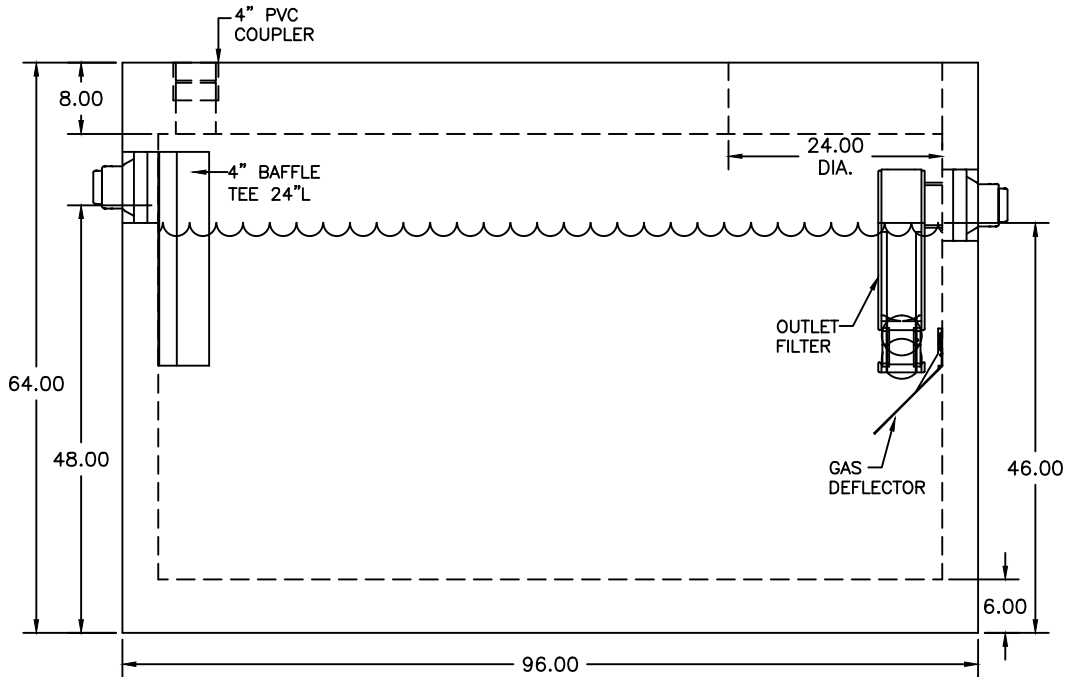 4” PVC
COUPLER
8.00
24.00
DIA.
4” BAFFLE
TEE 24”L
OUTLET
FILTER
64.00
48.00
GAS
DEFLECTOR
46.00
6.00
96.00